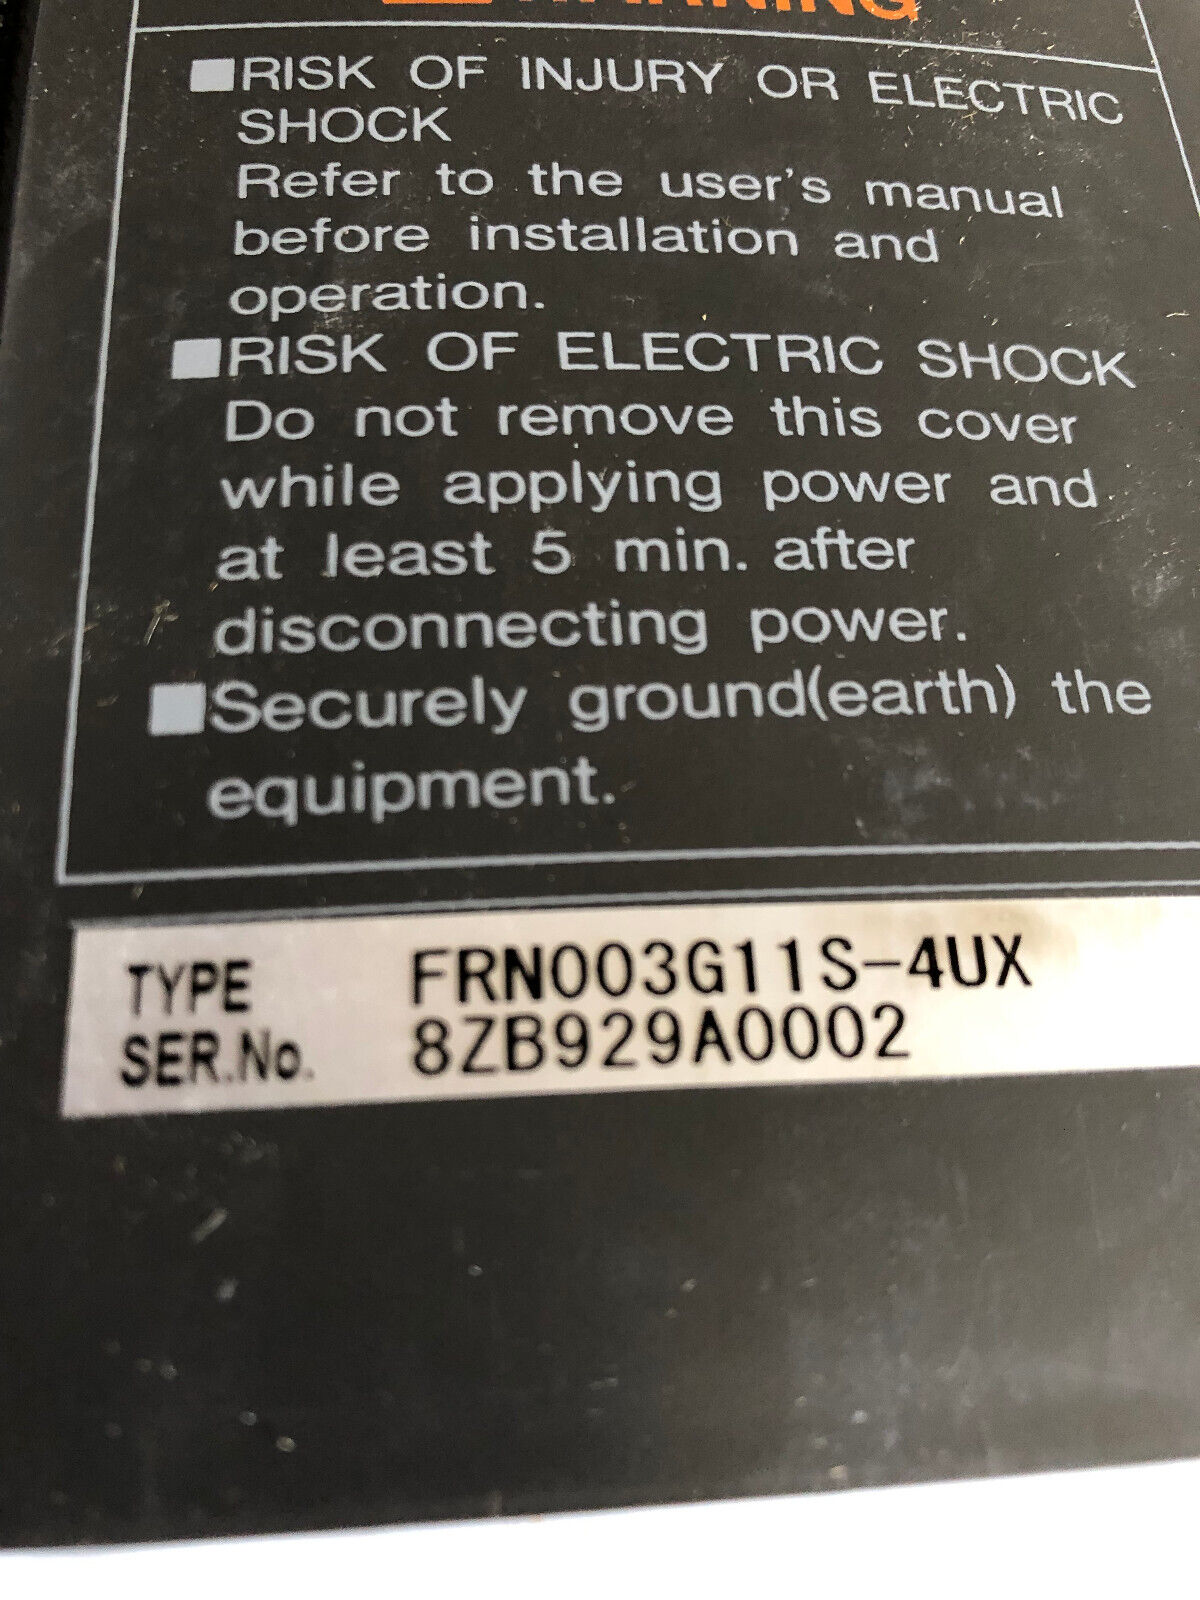 WARNING
■RISK OF INJURY OR ELECTRIC
SHOCK
Refer to the user's manual
before installation and
operation.
■RISK OF ELECTRIC SHOCK
Do not remove this cover
while applying power and
at least 5 min. after
disconnecting power.
■Securely ground(earth) the
equipment.
TYPE FRN003G11S-4UX
SER.No. 8ZB929A0002